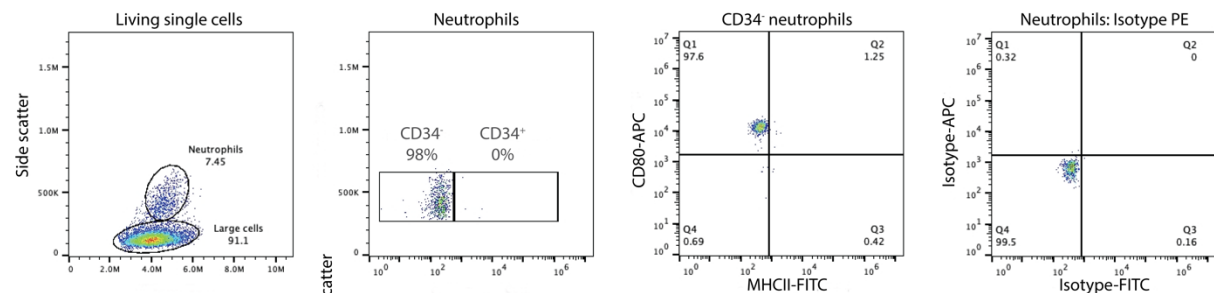 Living single cells
Side scatter
1.5M
1.0M
500K
0
Neutrophils
7.45
Large cells
91.1
0 2.0M 4.0M 6.0M 8.0M 10M
Neutrophils
1.5M
1.0M
500K
0
CD34⁻ CD34⁺
98% 0%
10⁰ 10² 10⁴ 10⁶
catter
CD34⁻ neutrophils
CD80-APC
10⁷
10⁶
10⁵
10⁴
10³
10²
10¹
10⁰
Q1
97.6
Q2
1.25
Q4
0.69
Q3
0.42
10⁰ 10² 10⁴ 10⁶
MHCII-FITC
Neutrophils: Isotype PE
Isotype-APC
10⁷
10⁶
10⁵
10⁴
10³
10²
10¹
10⁰
Q1
0.32
Q2
0
Q4
99.5
Q3
0.16
10⁰ 10² 10⁴ 10⁶
Isotype-FITC